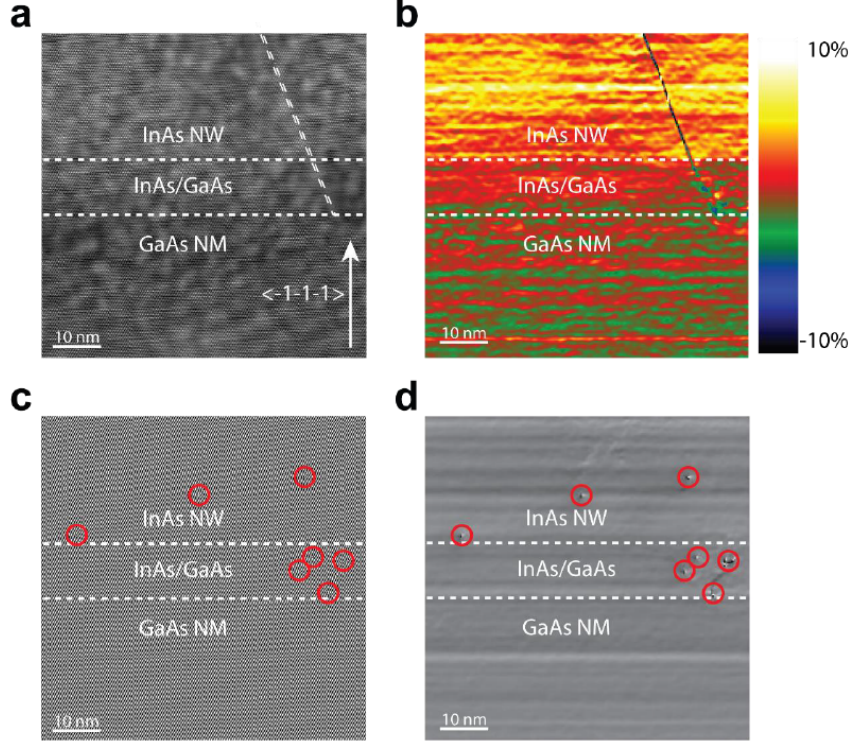 a
InAs NW
InAs/GaAs
GaAs NM
<-1-1-1>
10 nm
b
InAs NW
InAs/GaAs
GaAs NM
10 nm
10%
-10%
c
InAs NW
InAs/GaAs
GaAs NM
10 nm
d
InAs NW
InAs/GaAs
GaAs NM
10 nm